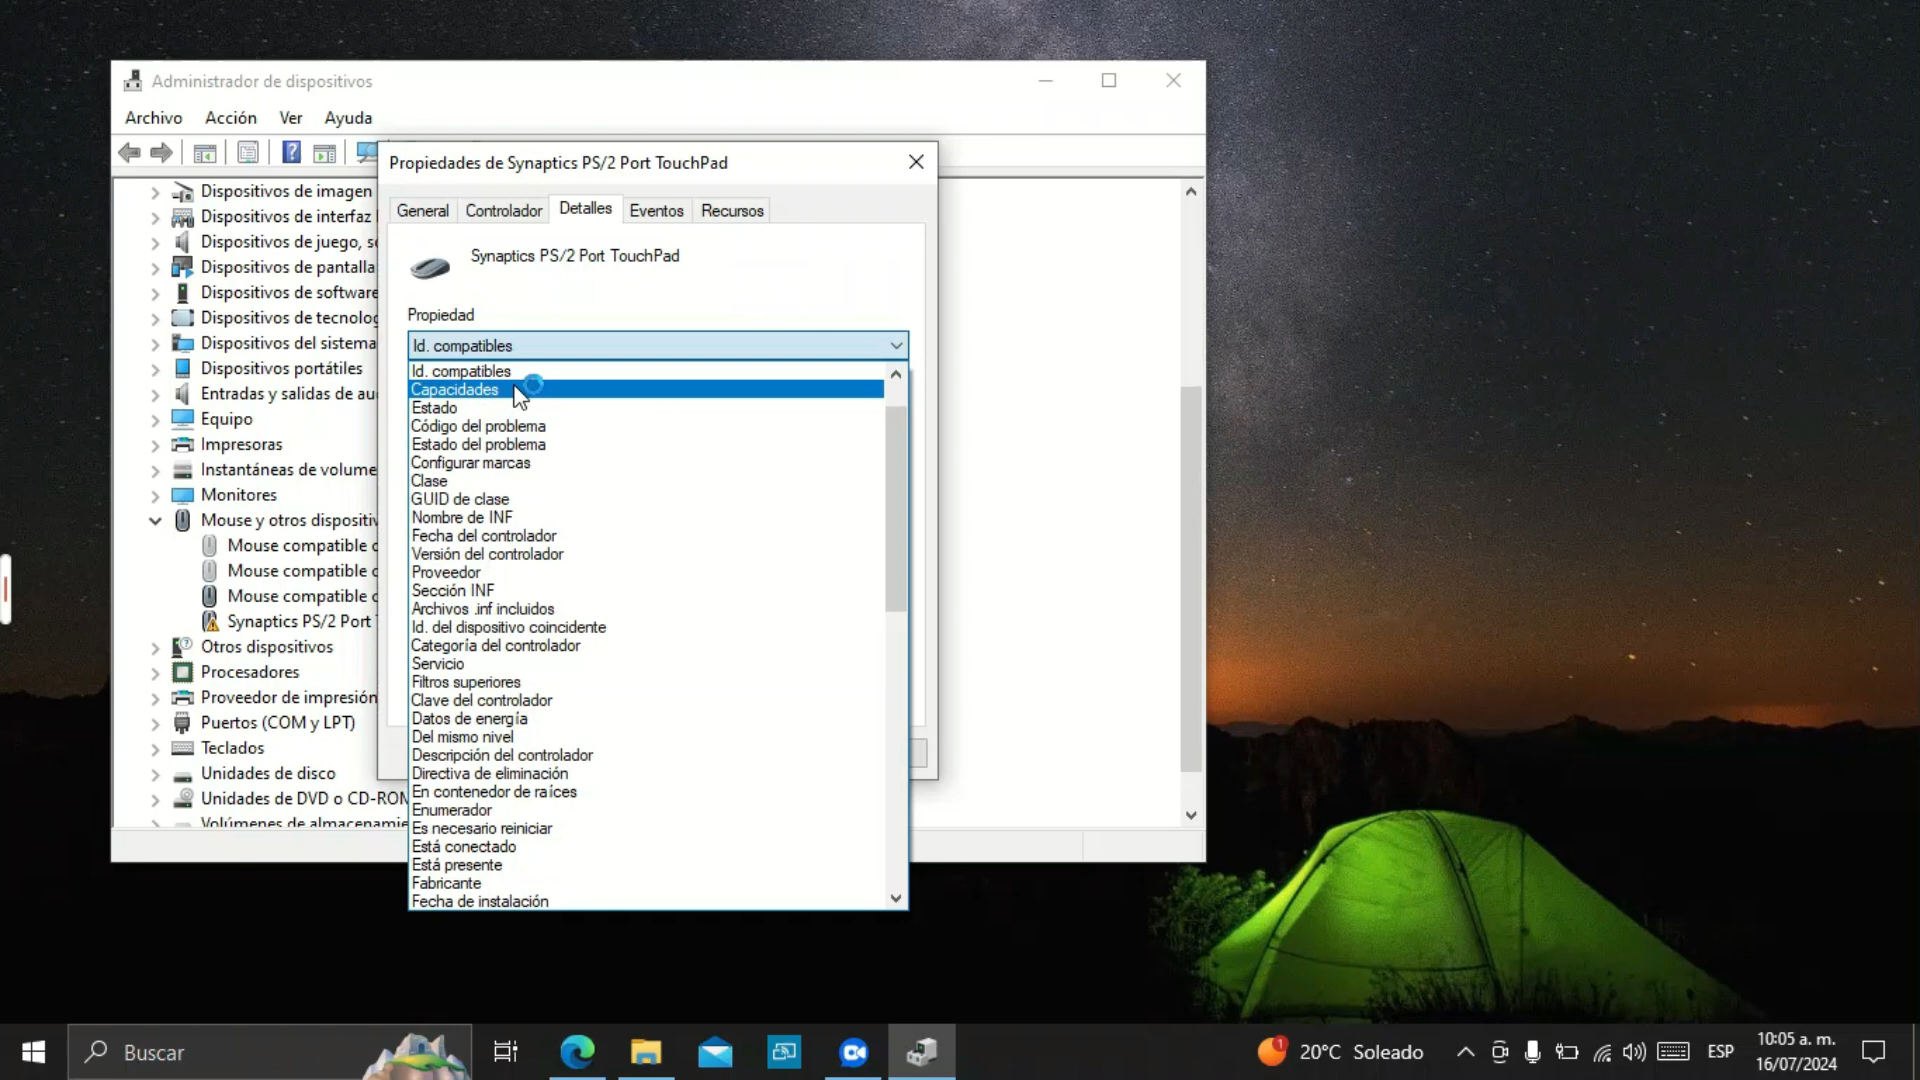 Administrador de dispositivos
Archivo Acción Ver Ayuda
Propiedades de Synaptics PS/2 Port TouchPad
General Controlador Detalles Eventos Recursos
Synaptics PS/2 Port TouchPad
Propiedad
Id. compatibles
Id. compatibles
Capacidades
Estado
Código del problema
Estado del problema
Configurar marcas
Clase
GUID de clase
Nombre de INF
Fecha del controlador
Versión del controlador
Proveedor
Sección INF
Archivos .inf incluidos
Id. del dispositivo coincidente
Categoría del controlador
Servicio
Filtros superiores
Clave del controlador
Datos de energía
Del mismo nivel
Descripción del controlador
Directiva de eliminación
En contenedor de raíces
Enumerador
Es necesario reiniciar
Está conectado
Está presente
Fabricante
Fecha de instalación
Dispositivos de imagen
Dispositivos de interfaz
Dispositivos de juego, s
Dispositivos de pantalla
Dispositivos de software
Dispositivos de tecnolog
Dispositivos del sistema
Dispositivos portátiles
Entradas y salidas de au
Equipo
Impresoras
Instantáneas de volume
Monitores
Mouse y otros dispositiv
Mouse compatible c
Mouse compatible c
Mouse compatible c
Synaptics PS/2 Port T
Otros dispositivos
Procesadores
Proveedor de impresión
Puertos (COM y LPT)
Teclados
Unidades de disco
Unidades de DVD o CD-ROM
Volúmenes de almacenamie
Buscar
1
20°C Soleado
ESP
10:05 a. m.
16/07/2024